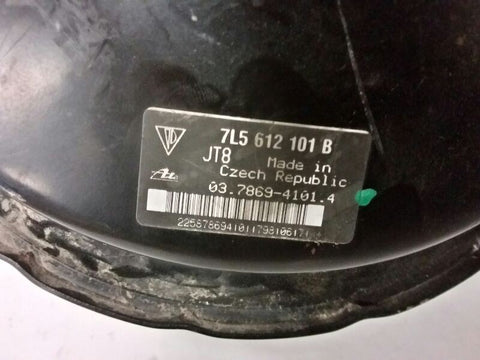 7L5 612 101 B
JT8 Made in
Czech Republic
03.7869-4101.4